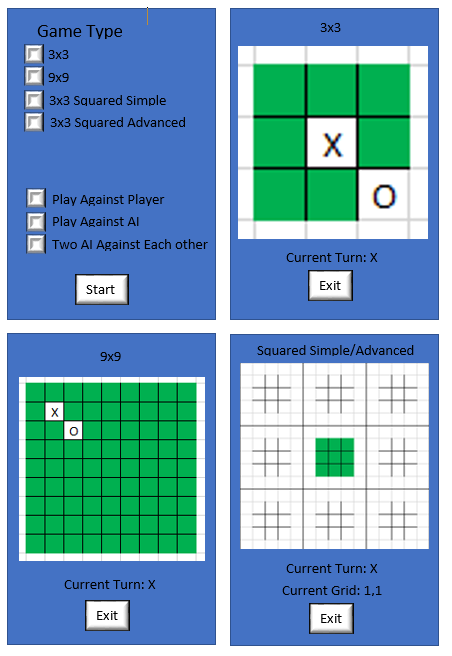 Game Type
3x3
9x9
3x3 Squared Simple
3x3 Squared Advanced
Play Against Player
Play Against AI
Two AI Against Each other
Start
3x3
X
O
Current Turn: X
Exit
9x9
X
O
Current Turn: X
Exit
Squared Simple/Advanced
Current Turn: X
Current Grid: 1,1
Exit